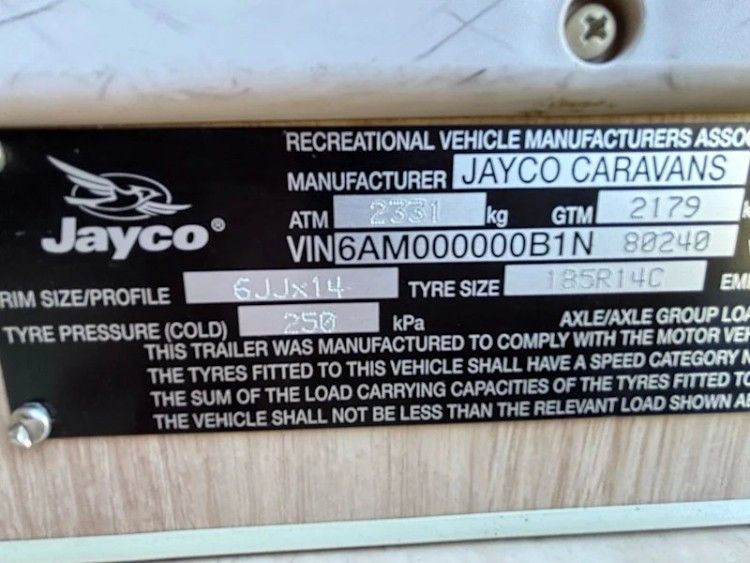 RECREATIONAL VEHICLE MANUFACTURERS ASSOC
MANUFACTURER JAYCO CARAVANS
Jayco®
ATM 2331 kg GTM 2179
VIN 6AM000000B1N 80240
RIM SIZE/PROFILE 6JJx14 TYRE SIZE 185R14C EM
TYRE PRESSURE (COLD) 250 kPa AXLE/AXLE GROUP LOA
THIS TRAILER WAS MANUFACTURED TO COMPLY WITH THE MOTOR VE
THE TYRES FITTED TO THIS VEHICLE SHALL HAVE A SPEED CATEGORY
THE SUM OF THE LOAD CARRYING CAPACITIES OF THE TYRES FITTED TO
THE VEHICLE SHALL NOT BE LESS THAN THE RELEVANT LOAD SHOWN